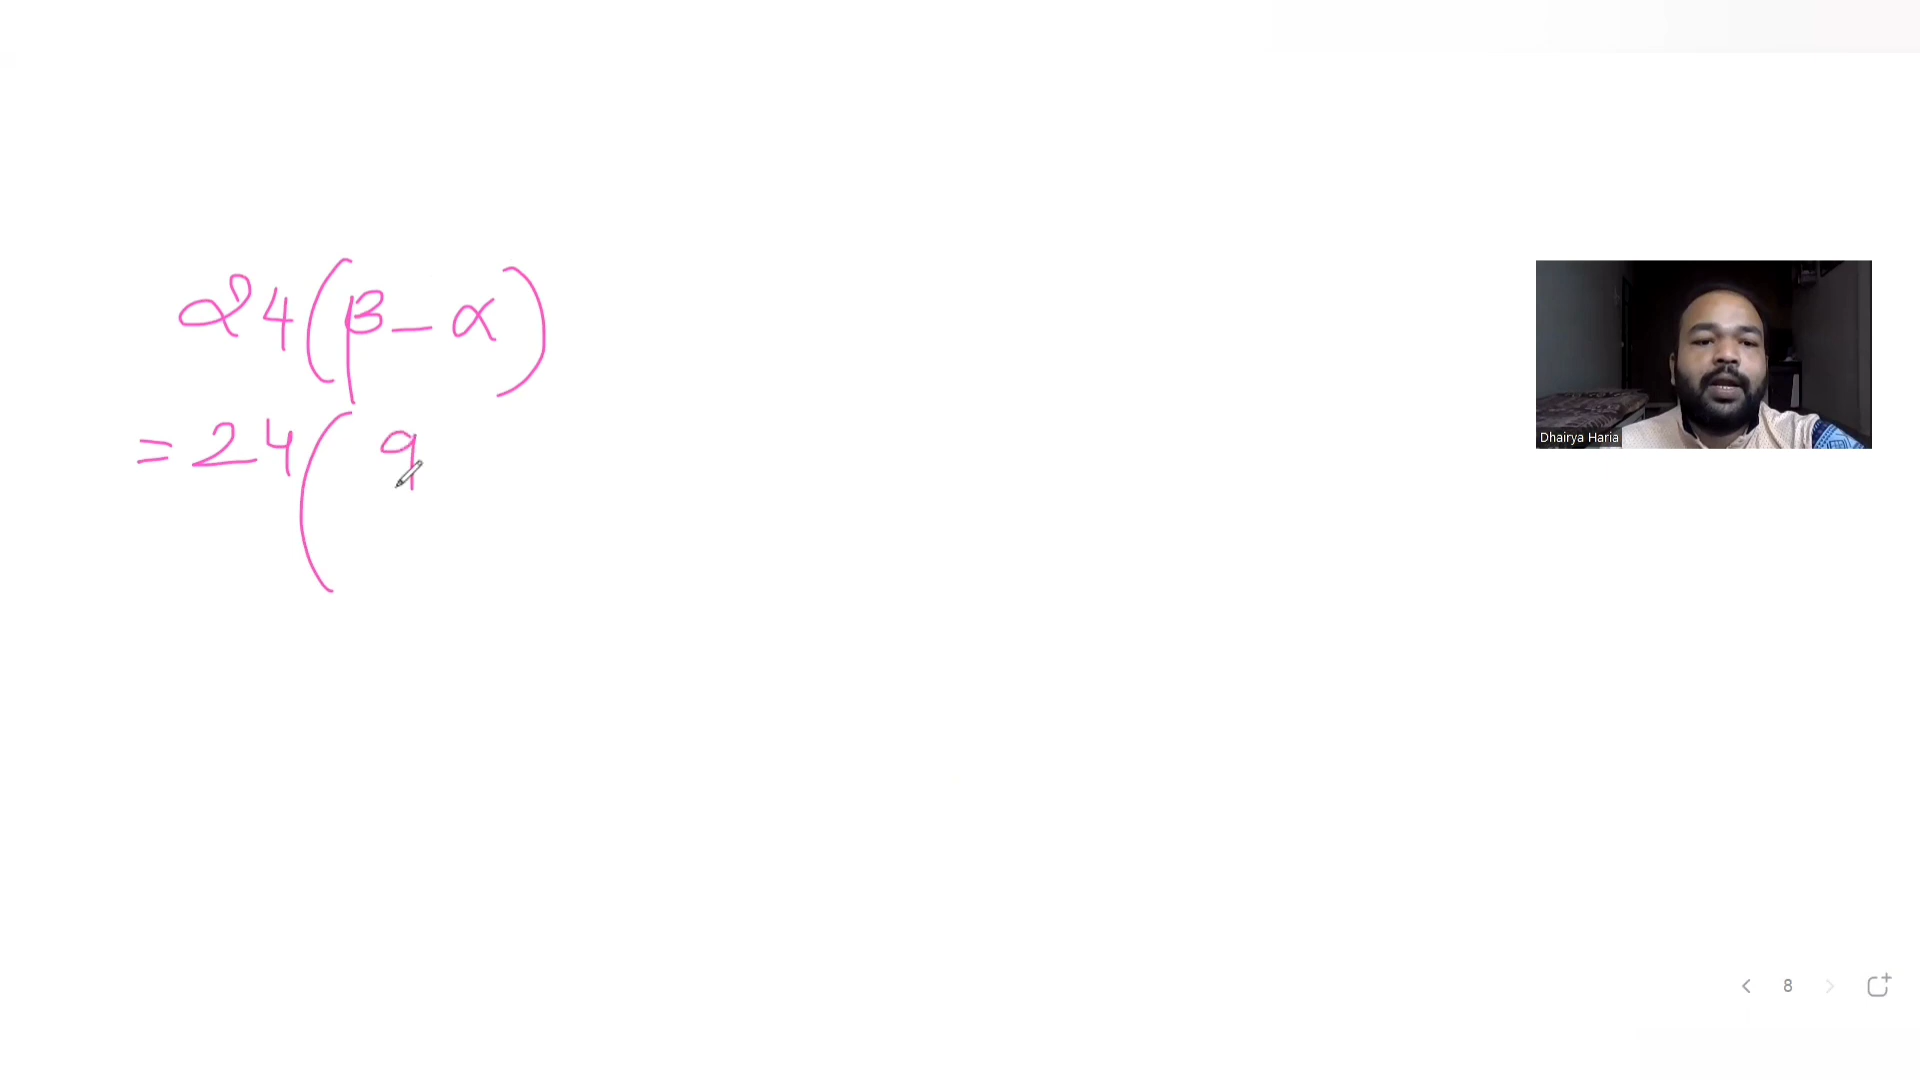 24(β - α)
= 24( 9
Dhairya Haria
8